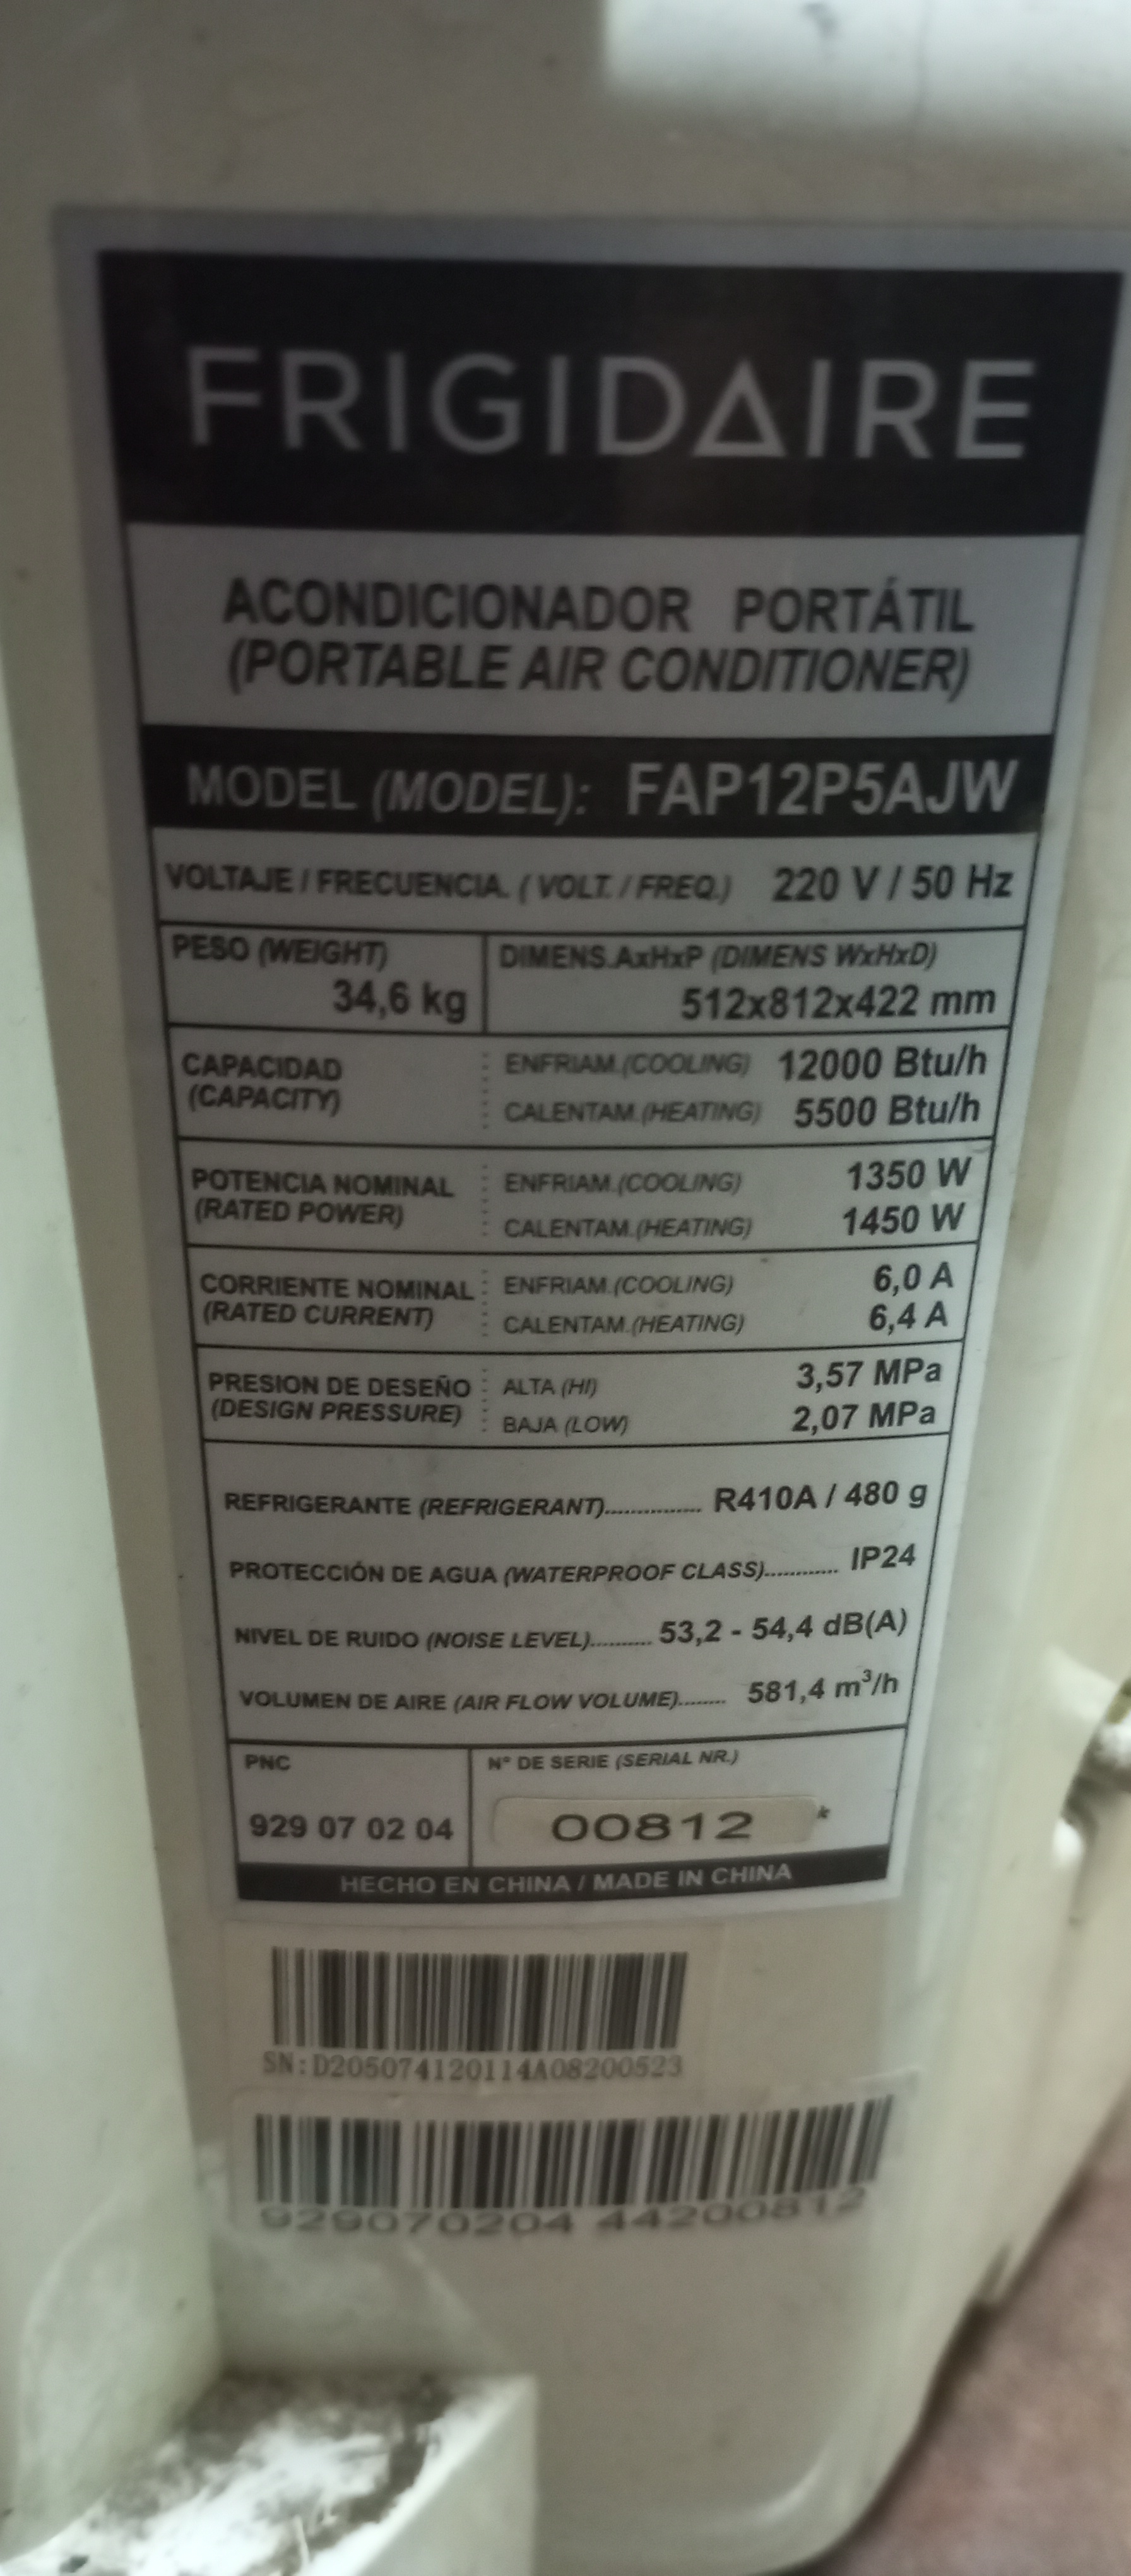 FRIGIDAIRE
ACONDICIONADOR PORTÁTIL
(PORTABLE AIR CONDITIONER)
MODEL (MODEL): FAP12P5AJW
VOLTAJE / FRECUENCIA. ( VOLT. / FREQ.) 220 V / 50 Hz
PESO (WEIGHT)
34,6 kg
DIMENS.AxHxP (DIMENS WxHxD)
512x812x422 mm
CAPACIDAD
(CAPACITY)
ENFRIAM.(COOLING) 12000 Btu/h
CALENTAM.(HEATING) 5500 Btu/h
POTENCIA NOMINAL
(RATED POWER)
ENFRIAM.(COOLING) 1350 W
CALENTAM.(HEATING) 1450 W
CORRIENTE NOMINAL
(RATED CURRENT)
ENFRIAM.(COOLING) 6,0 A
CALENTAM.(HEATING) 6,4 A
PRESION DE DESEÑO
(DESIGN PRESSURE)
ALTA (HI) 3,57 MPa
BAJA (LOW) 2,07 MPa
REFRIGERANTE (REFRIGERANT)............... R410A / 480 g
PROTECCIÓN DE AGUA (WATERPROOF CLASS)............ IP24
NIVEL DE RUIDO (NOISE LEVEL).......... 53,2 - 54,4 dB(A)
VOLUMEN DE AIRE (AIR FLOW VOLUME)........ 581,4 m³/h
PNC
929 07 02 04
N° DE SERIE (SERIAL NR.)
00812
HECHO EN CHINA / MADE IN CHINA
SN:D205074120114A08200523
929070204 44200812